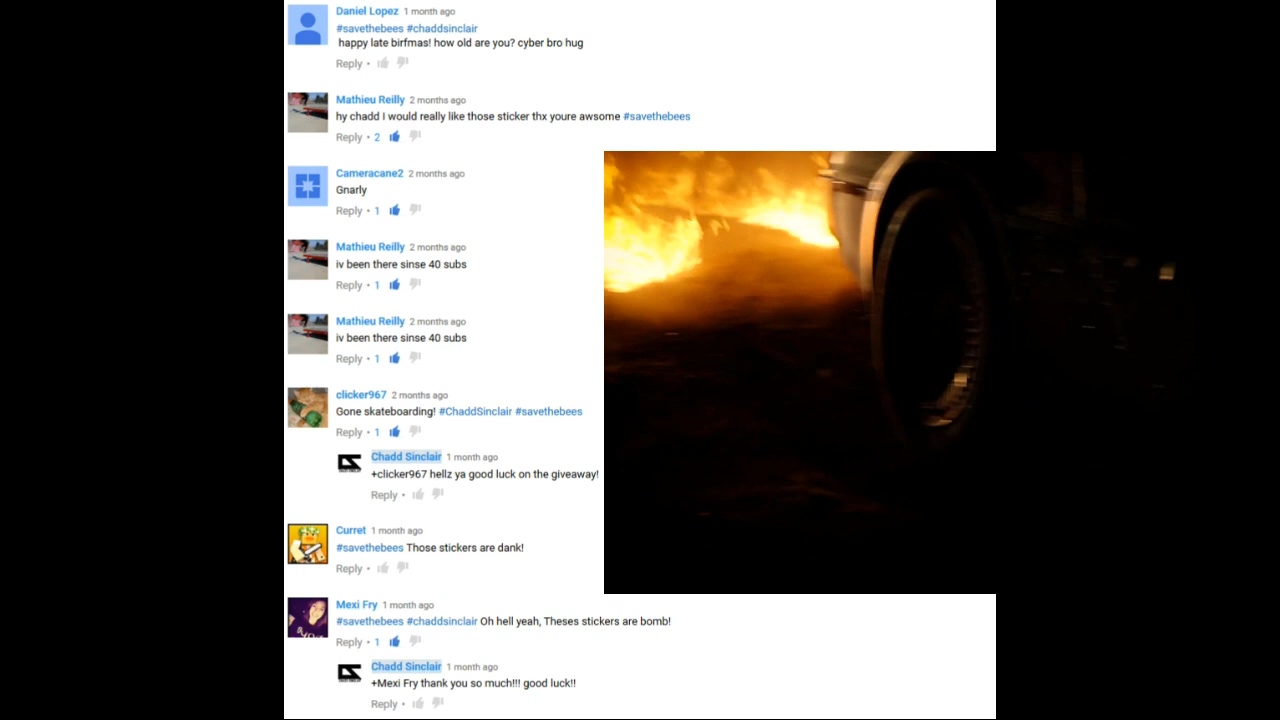 Daniel Lopez 1 month ago
#savethebees #chaddsinclair
happy late birfmas! how old are you? cyber bro hug
Reply •
Mathieu Reilly 2 months ago
hy chadd I would really like those sticker thx youre awsome #savethebees
Reply • 2
Cameracane2 2 months ago
Gnarly
Reply • 1
Mathieu Reilly 2 months ago
iv been there sinse 40 subs
Reply • 1
Mathieu Reilly 2 months ago
iv been there sinse 40 subs
Reply • 1
clicker967 2 months ago
Gone skateboarding! #ChaddSinclair #savethebees
Reply • 1
Chadd Sinclair 1 month ago
+clicker967 hellz ya good luck on the giveaway!
Reply •
Curret 1 month ago
#savethebees Those stickers are dank!
Reply •
Mexi Fry 1 month ago
#savethebees #chaddsinclair Oh hell yeah, Theses stickers are bomb!
Reply • 1
Chadd Sinclair 1 month ago
+Mexi Fry thank you so much!!! good luck!!
Reply •